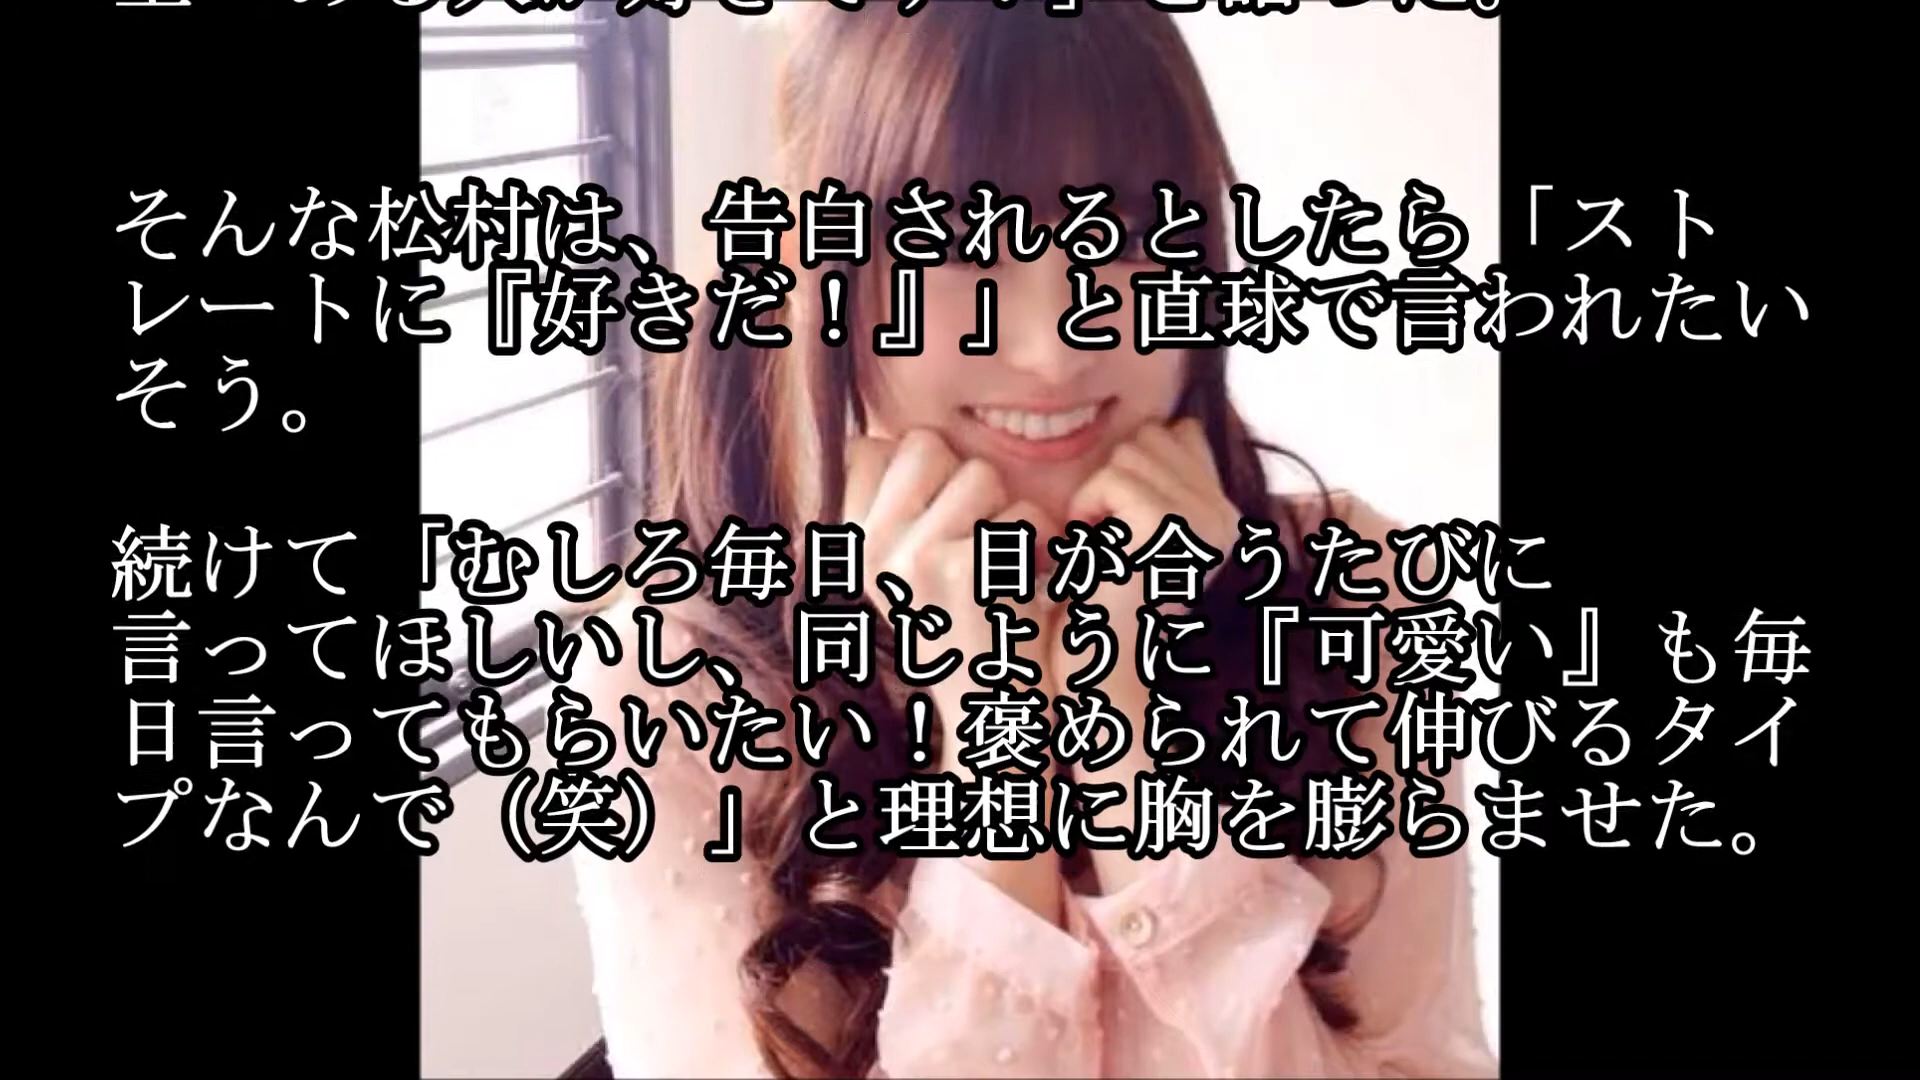 そんな松村は、告白されるとしたら「スト
レートに『好きだ！』」と直球で言われたい
そう。
続けて「むしろ毎日、目が合うたびに
言ってほしいし、同じように『可愛い』も毎
日言ってもらいたい！褒められて伸びるタイ
プなんで（笑）」と理想に胸を膨らませた。